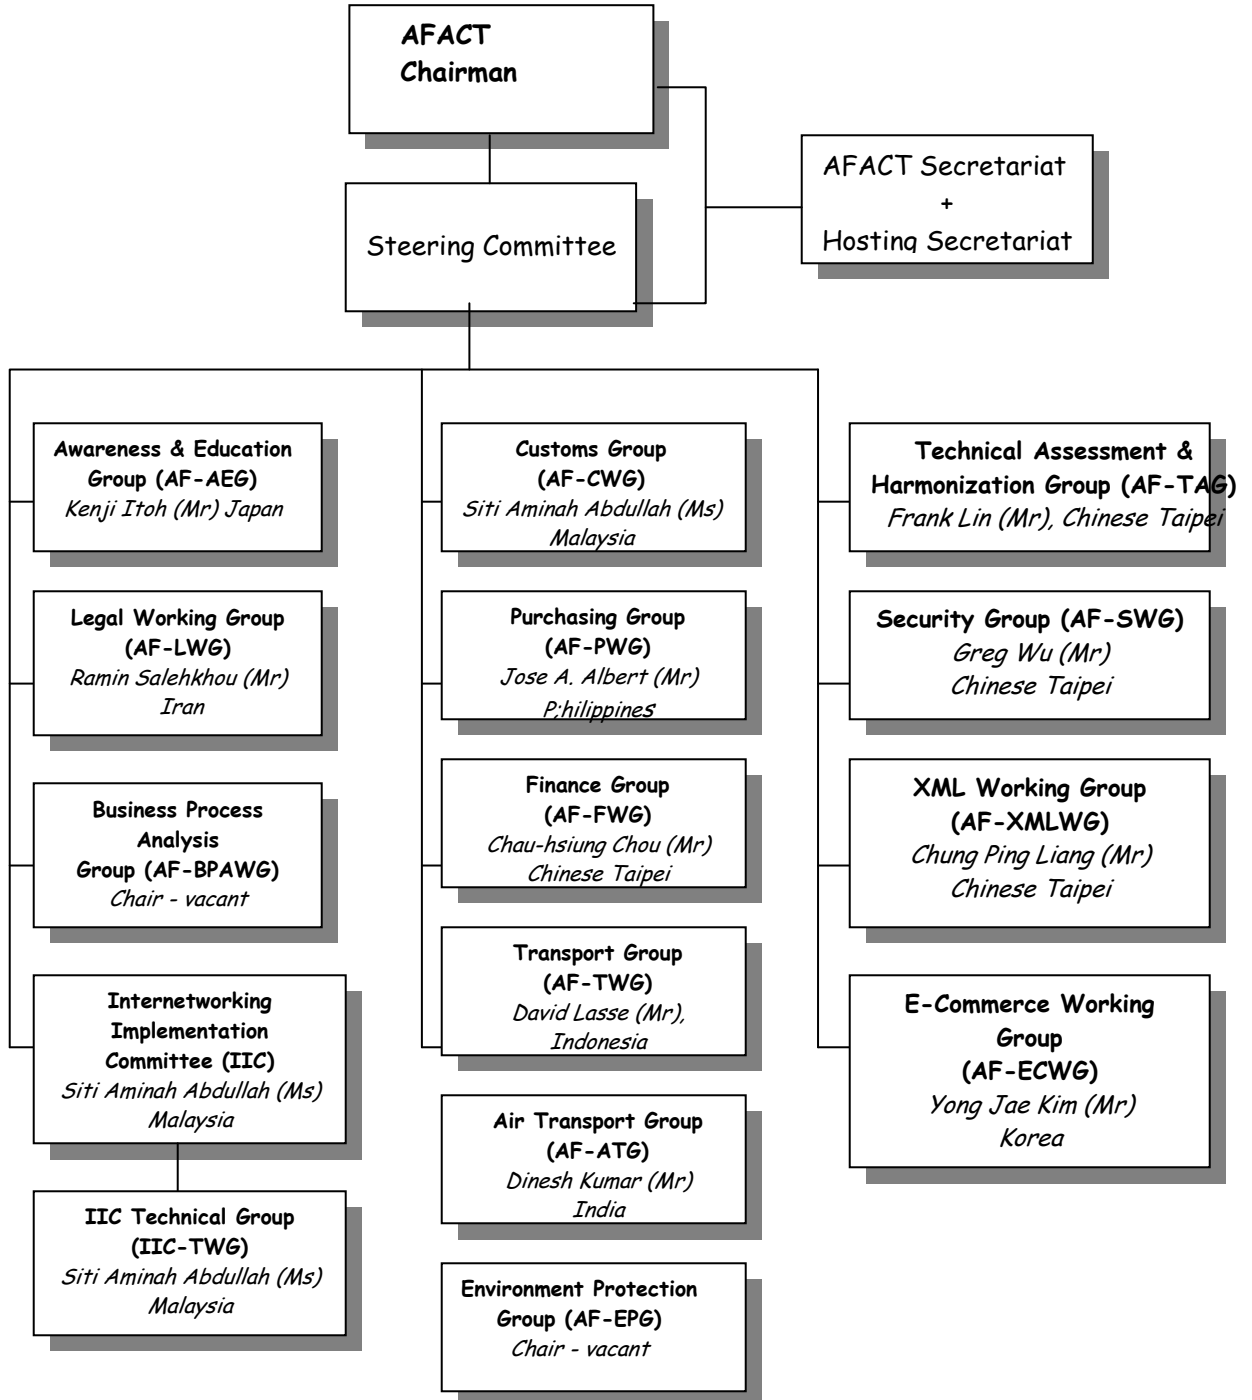 AFACT
Chairman
AFACT Secretariat
+
Hosting Secretariat
Steering Committee
Awareness & Education
Group (AF-AEG)
Kenji Itoh (Mr) Japan
Legal Working Group
(AF-LWG)
Ramin Salehkhou (Mr)
Iran
Business Process
Analysis
Group (AF-BPAWG)
Chair - vacant
Internetworking
Implementation
Committee (IIC)
Siti Aminah Abdullah (Ms)
Malaysia
IIC Technical Group
(IIC-TWG)
Siti Aminah Abdullah (Ms)
Malaysia
Customs Group
(AF-CWG)
Siti Aminah Abdullah (Ms)
Malaysia
Purchasing Group
(AF-PWG)
Jose A. Albert (Mr)
P;hilippines
Finance Group
(AF-FWG)
Chau-hsiung Chou (Mr)
Chinese Taipei
Transport Group
(AF-TWG)
David Lasse (Mr),
Indonesia
Air Transport Group
(AF-ATG)
Dinesh Kumar (Mr)
India
Environment Protection
Group (AF-EPG)
Chair - vacant
Technical Assessment &
Harmonization Group (AF-TAG)
Frank Lin (Mr), Chinese Taipei
Security Group (AF-SWG)
Greg Wu (Mr)
Chinese Taipei
XML Working Group
(AF-XMLWG)
Chung Ping Liang (Mr)
Chinese Taipei
E-Commerce Working
Group
(AF-ECWG)
Yong Jae Kim (Mr)
Korea